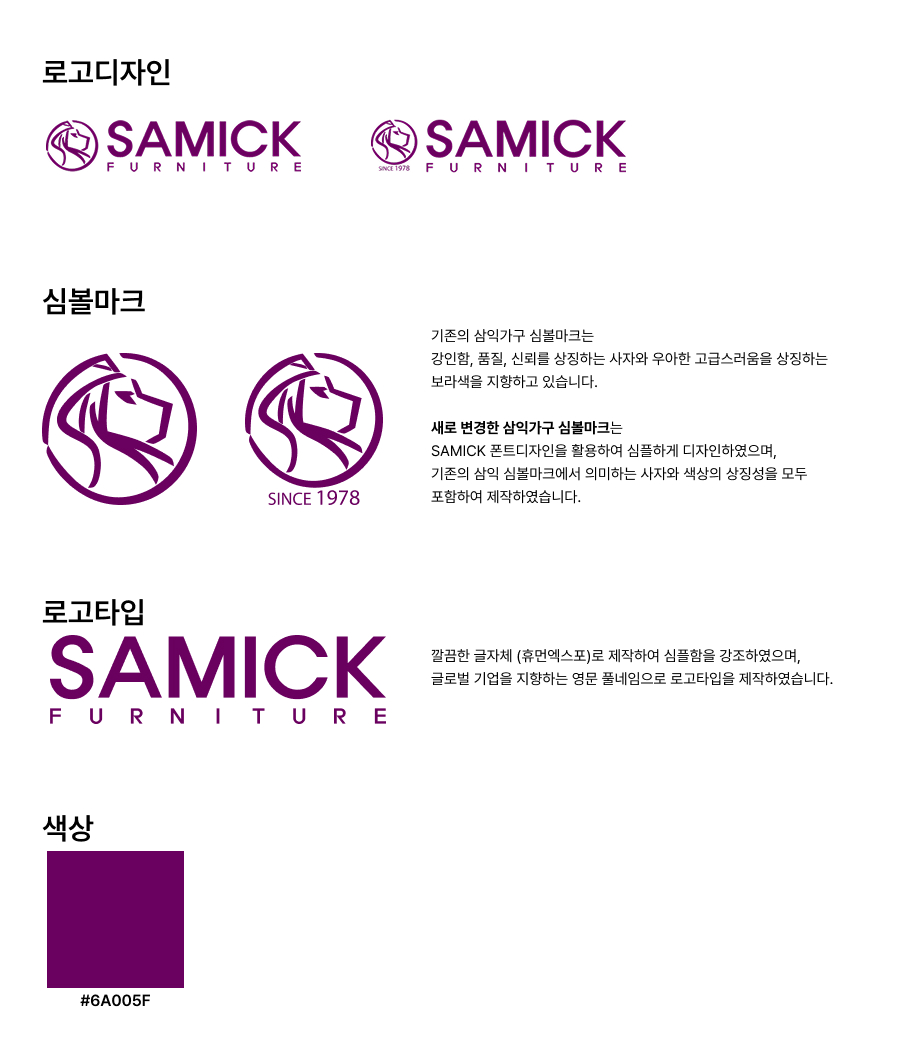 로고디자인
SAMICK
FURNITURE
SINCE 1978
SAMICK
FURNITURE
심볼마크
SINCE 1978
기존의 삼익가구 심볼마크는
강인함, 품질, 신뢰를 상징하는 사자와 우아한 고급스러움을 상징하는
보라색을 지향하고 있습니다.
새로 변경한 삼익가구 심볼마크는
SAMICK 폰트디자인을 활용하여 심플하게 디자인하였으며,
기존의 삼익 심볼마크에서 의미하는 사자와 색상의 상징성을 모두
포함하여 제작하였습니다.
로고타입
SAMICK
FURNITURE
깔끔한 글자체 (휴먼엑스포)로 제작하여 심플함을 강조하였으며,
글로벌 기업을 지향하는 영문 풀네임으로 로고타입을 제작하였습니다.
색상
#6A005F